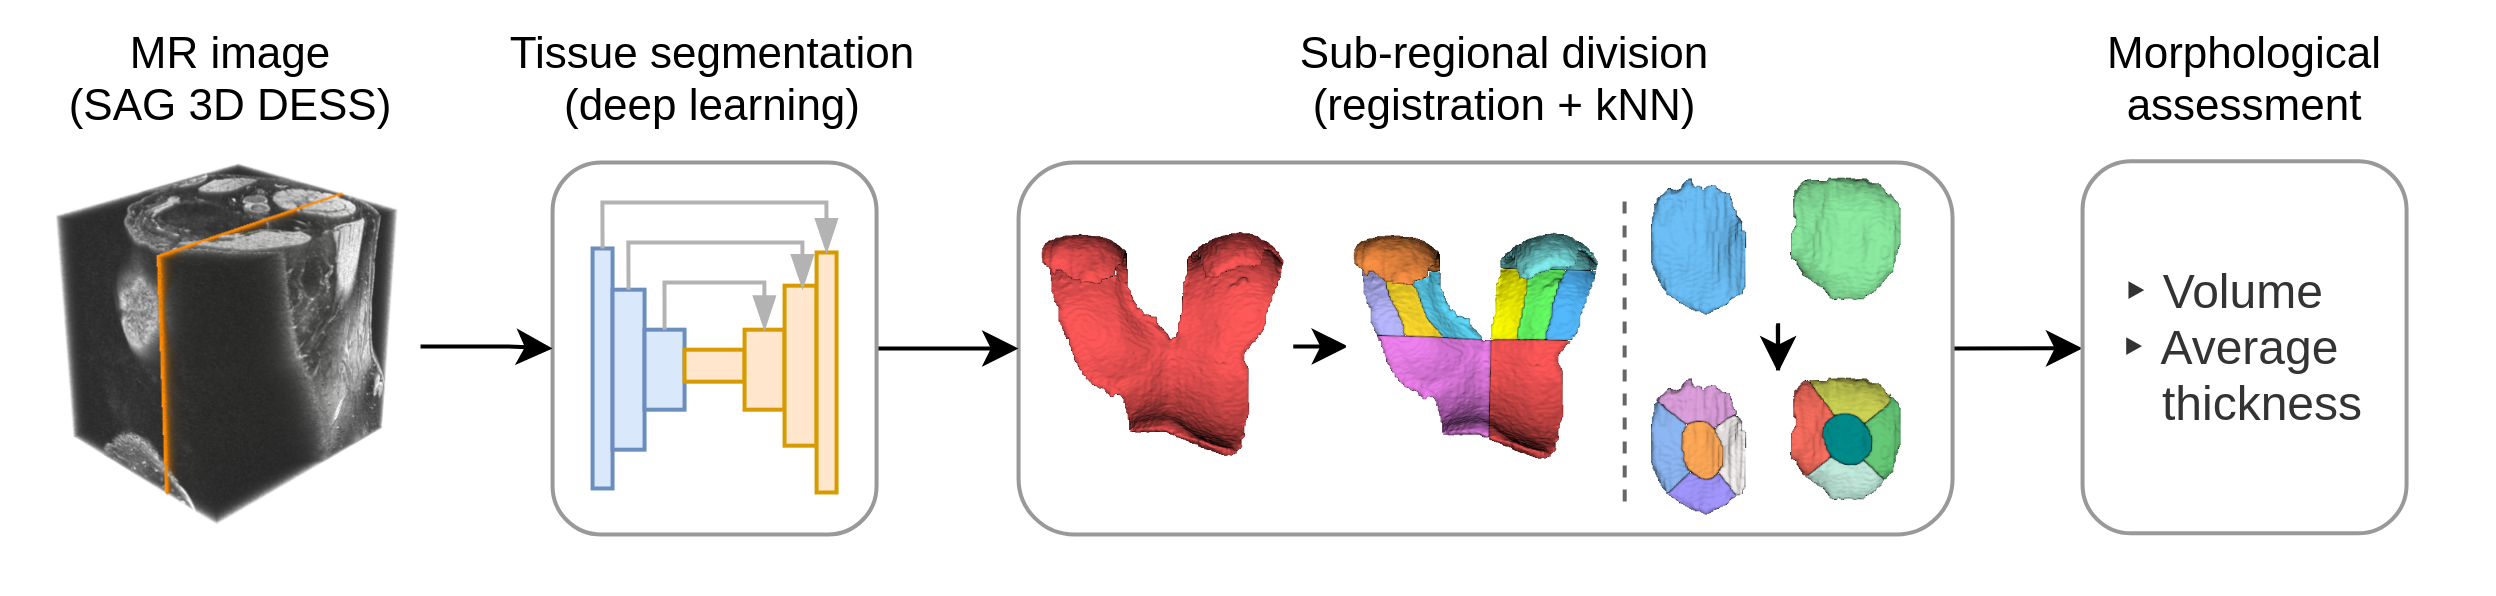 MR image
(SAG 3D DESS)
Tissue segmentation
(deep learning)
Sub-regional division
(registration + kNN)
Morphological
assessment
Volume
Average
thickness